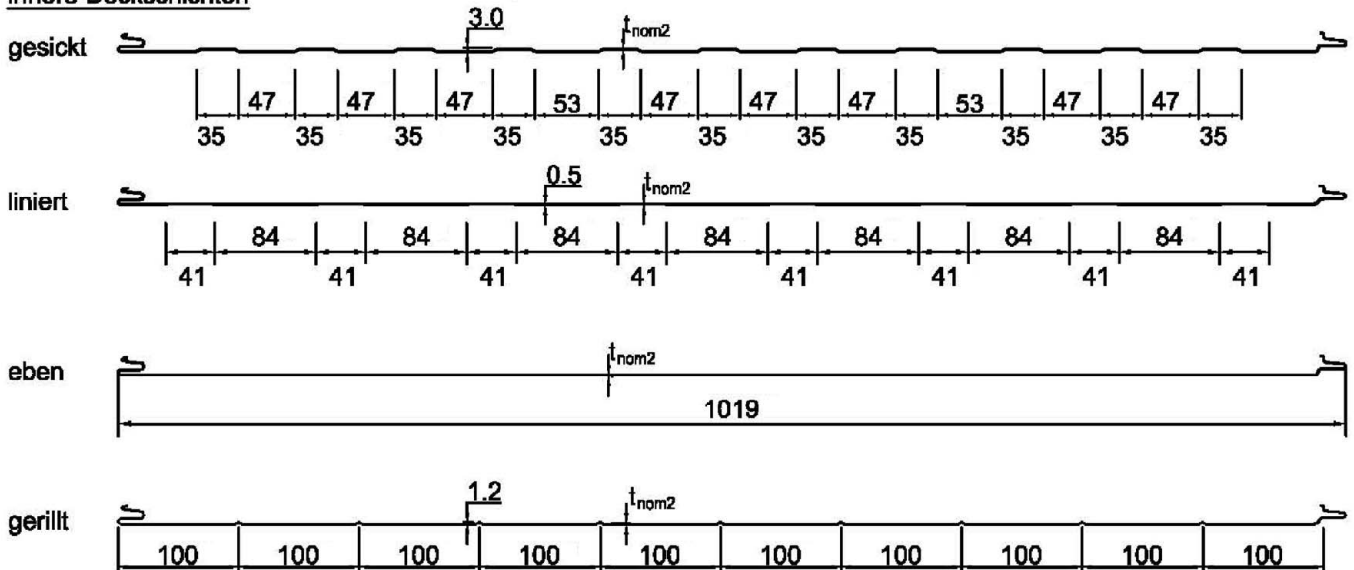 innere Deckschichten
gesickt 3.0 tnom2
47 47 47 53 47 47 47 53 47 47
35 35 35 35 35 35 35 35 35 35 35
liniert 0.5 tnom2
84 84 84 84 84 84 84
41 41 41 41 41 41 41 41
eben tnom2
1019
gerillt 1.2 tnom2
100 100 100 100 100 100 100 100 100 100